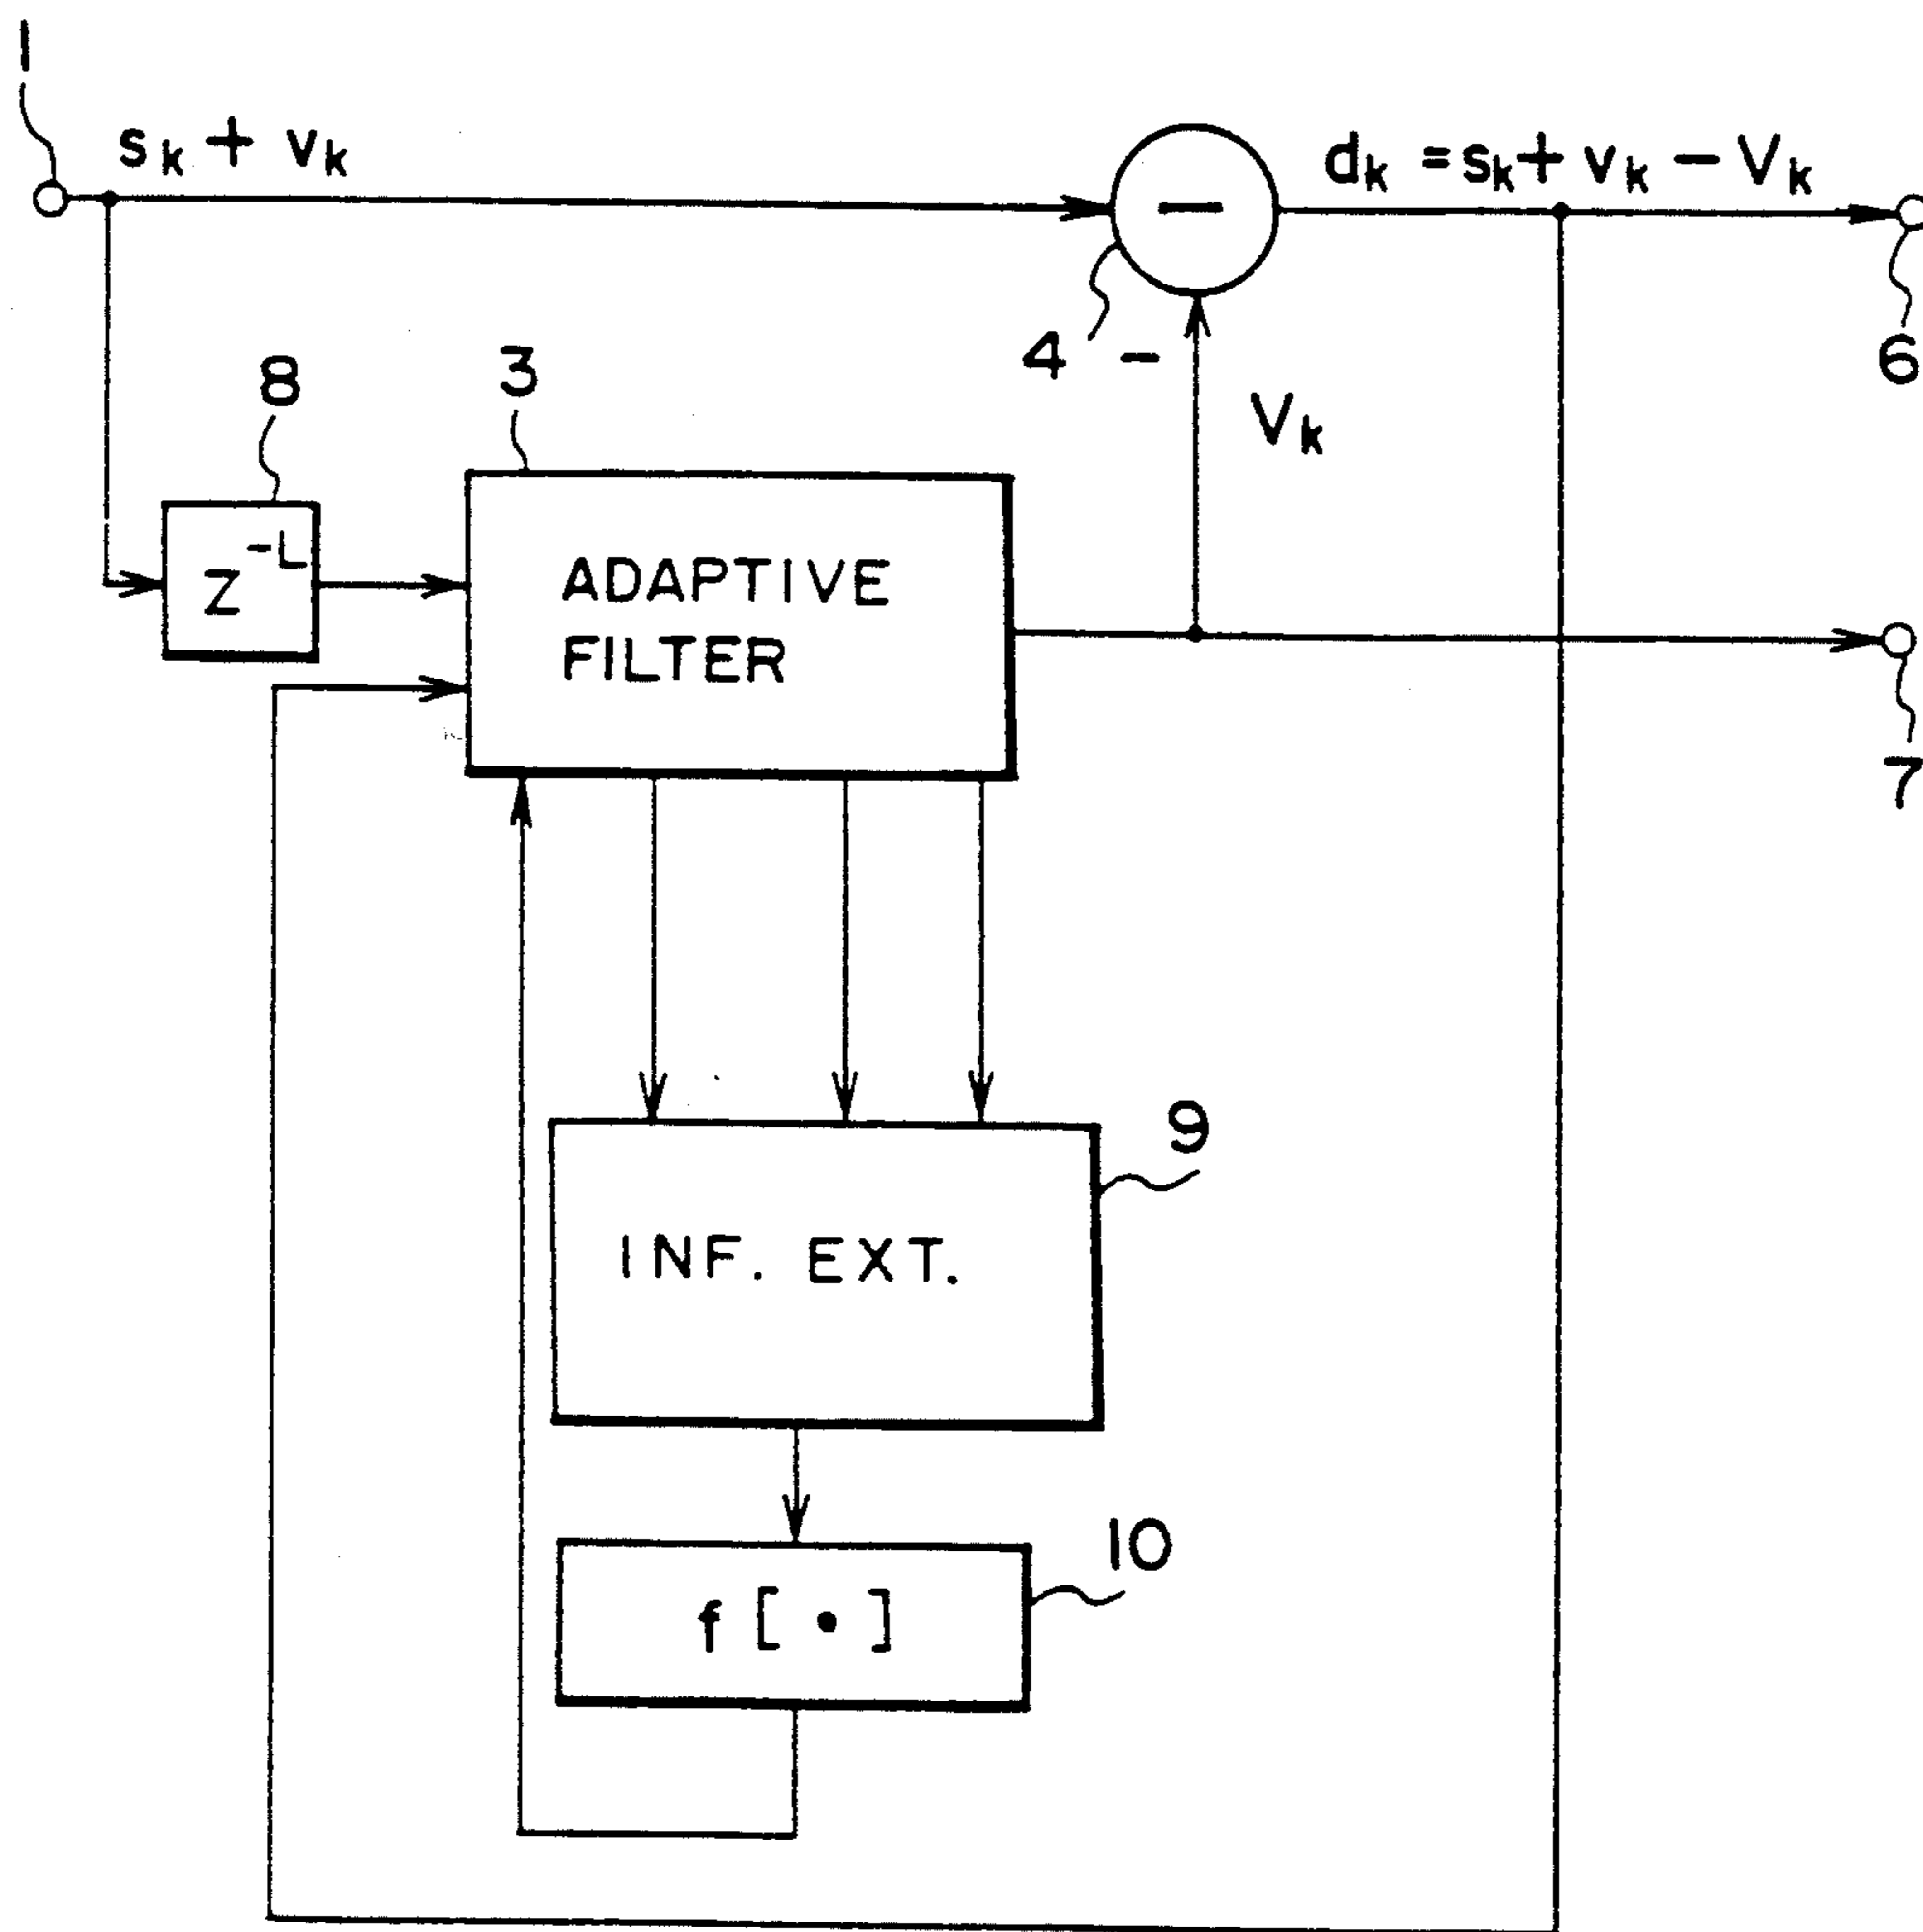 1
s_k + v_k
d_k = s_k + v_k − V_k
4
−
−
6
V_k
8
3
Z^-L
ADAPTIVE
FILTER
7
9
INF. EXT.
10
f [ • ]